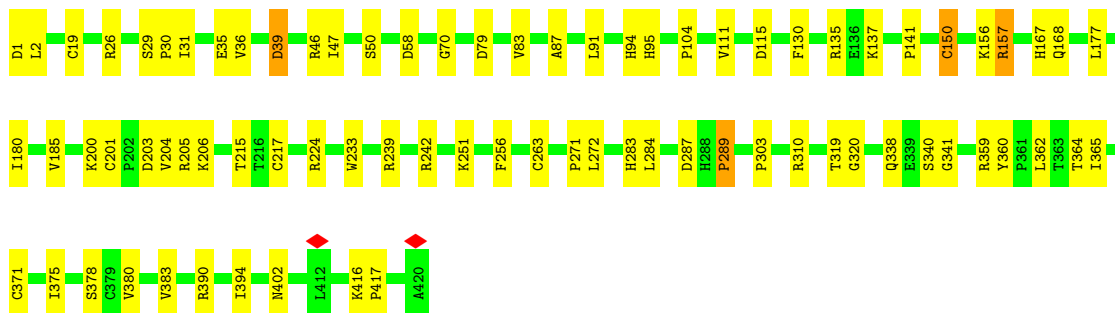 D1 L2 C19 R26 S29 P30 I31 E35 V36 D39 R46 I47 S50 D58 G70 D79 V83 A87 L91 H94 H95 P104 V111 D115 F130 R135 E136 K137 P141 C150 K156 R157 H167 Q168 L177
I180 V185 K200 C201 P202 D203 V204 R205 K206 T215 T216 C217 R224 W233 R239 R242 K251 F256 C263 P271 L272 H283 L284 D287 H288 P289 P303 R310 T319 G320 Q338 E339 S340 G341 R359 Y360 P361 L362 T363 T364 I365
C371 I375 S378 C379 V380 V383 R390 I394 N402 L412 K416 P417 A420